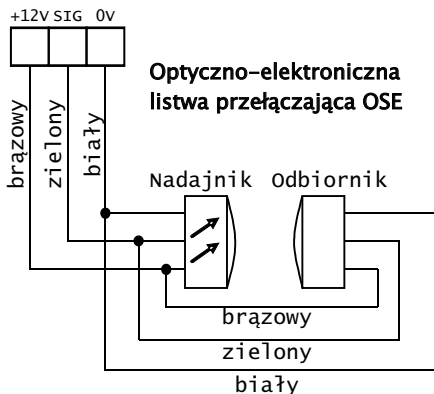 +12V SIG 0V
Optyczno-elektroniczna
listwa przełączająca OSE
brązowy
zielony
biały
Nadajnik Odbiornik
brązowy
zielony
biały